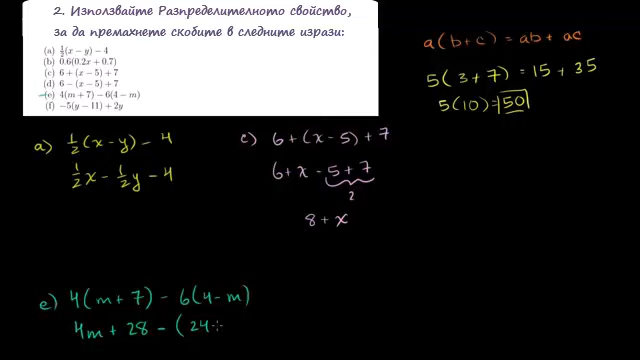 2. Използвайте Разпределителното свойство,
за да премахнете скобите в следните изрази:
(a) ½(x − y) − 4
(b) 0.6(0.2x + 0.7)
(c) 6 + (x − 5) + 7
(d) 6 − (x − 5) + 7
(e) 4(m + 7) − 6(4 − m)
(f) −5(y − 11) + 2y
a(b+c) = ab + ac
5(3+7) = 15 + 35
5(10) = 50
a) ½(x−y) − 4
½x − ½y − 4
c) 6 + (x − 5) + 7
6 + x − 5 + 7
2
8 + x
e) 4(m + 7) − 6(4 − m)
4m + 28 − (24